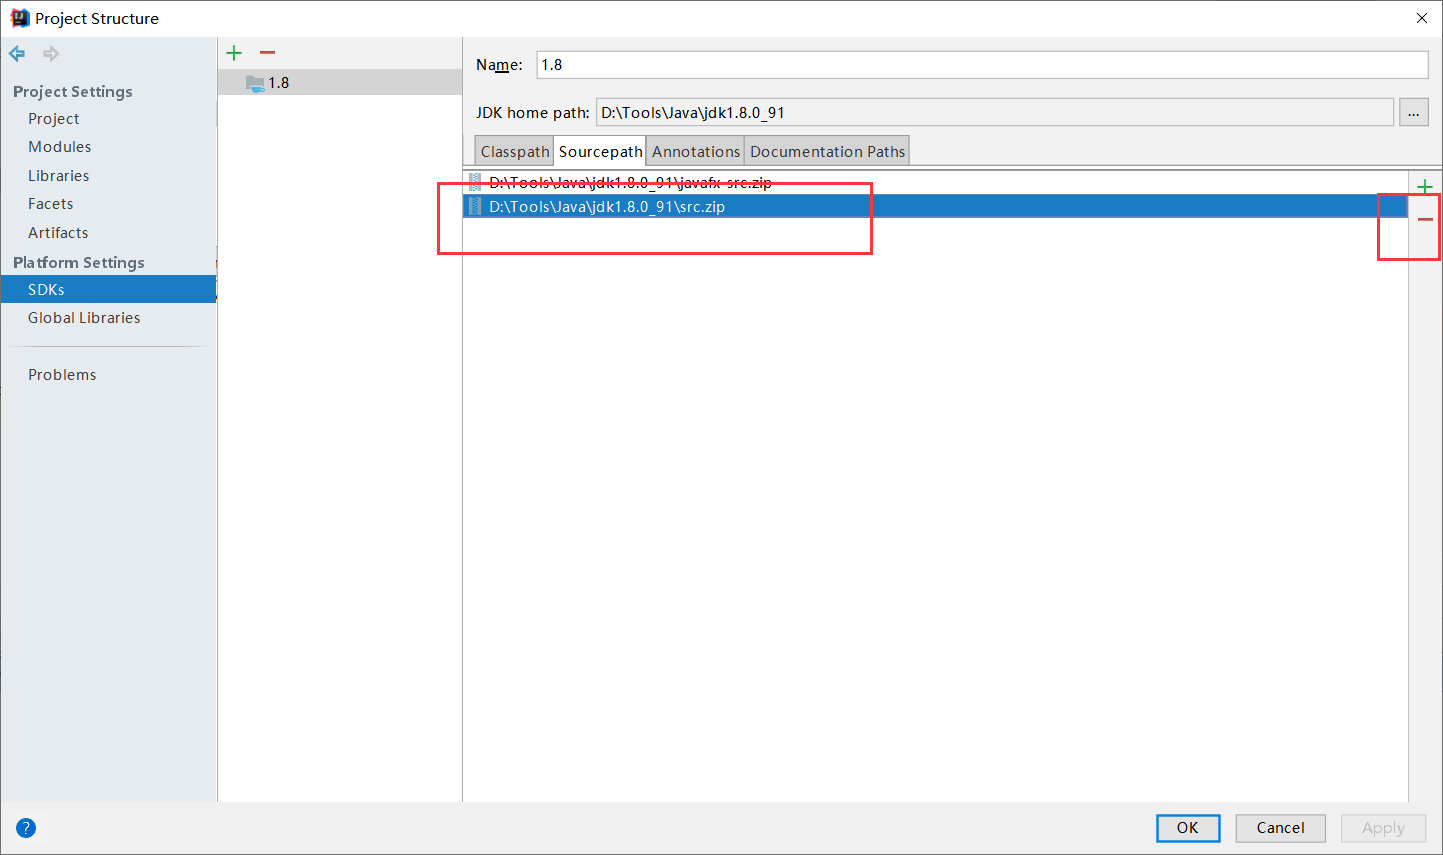 Project Structure
Project Settings
Project
Modules
Libraries
Facets
Artifacts
Platform Settings
SDKs
Global Libraries
Problems
1.8
Name: 1.8
JDK home path: D:\Tools\Java\jdk1.8.0_91 ...
Classpath Sourcepath Annotations Documentation Paths
D:\Tools\Java\jdk1.8.0_91\javafx-src.zip
D:\Tools\Java\jdk1.8.0_91\src.zip
? OK Cancel Apply